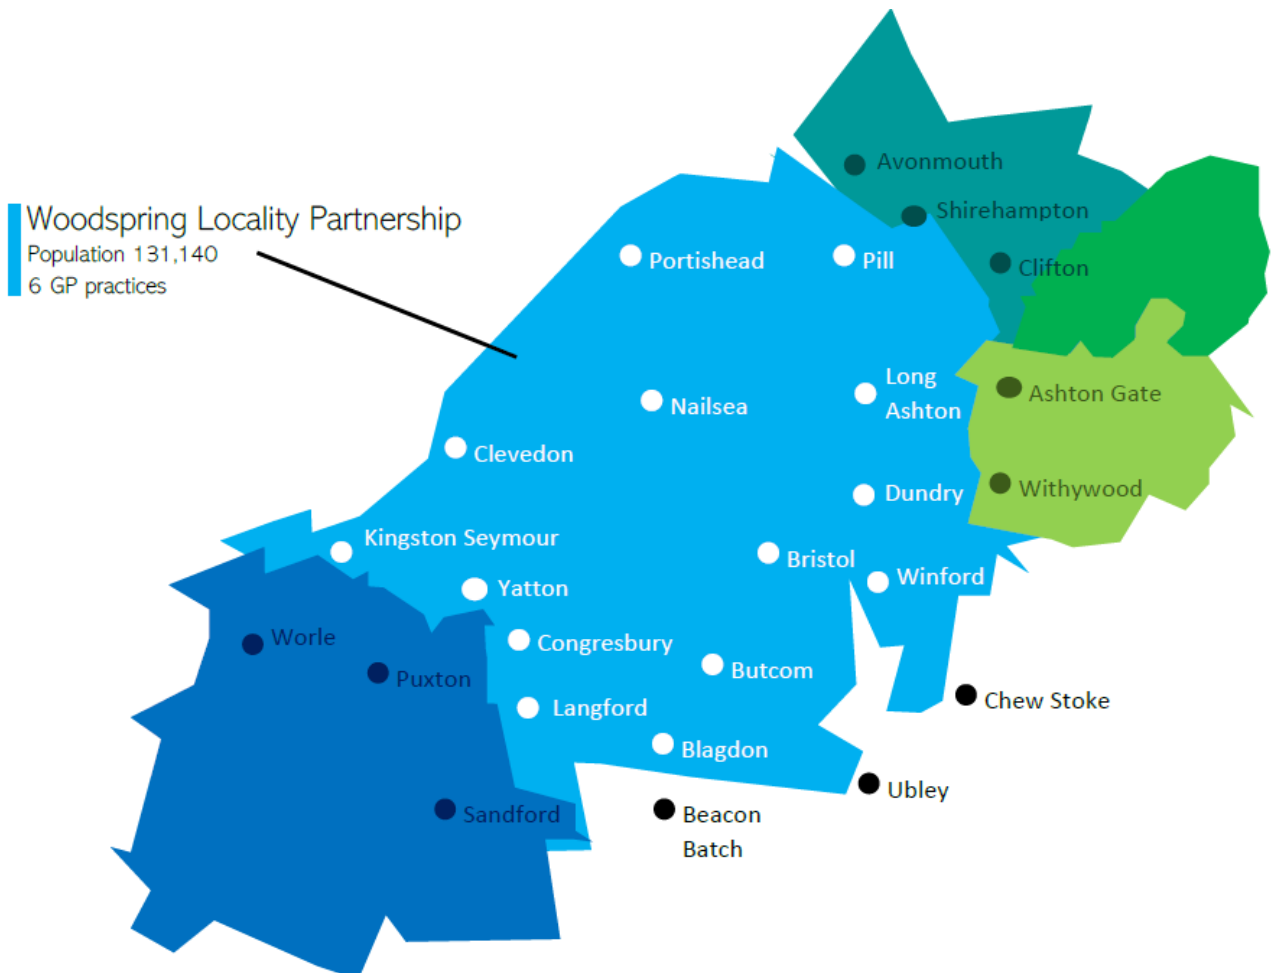 Woodspring Locality Partnership
Population 131,140
6 GP practices
Avonmouth
Shirehampton
Clifton
Portishead
Pill
Long
Ashton
Ashton Gate
Nailsea
Clevedon
Dundry
Withywood
Kingston Seymour
Bristol
Winford
Yatton
Worle
Congresbury
Butcom
Puxton
Chew Stoke
Langford
Blagdon
Ubley
Sandford
Beacon
Batch